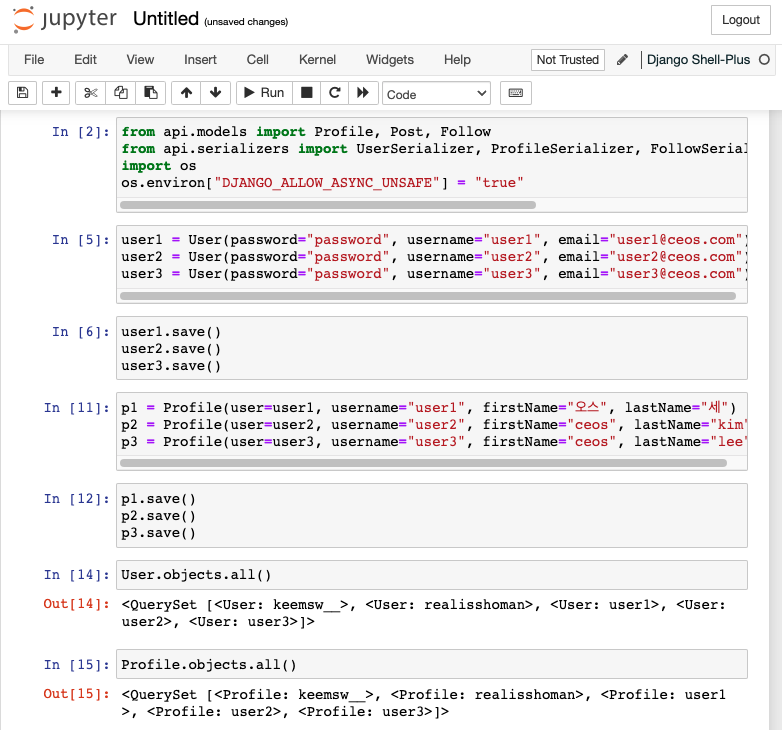 jupyter Untitled (unsaved changes) Logout
File Edit View Insert Cell Kernel Widgets Help Not Trusted Django Shell-Plus
Run Code
In [2]: from api.models import Profile, Post, Follow
from api.serializers import UserSerializer, ProfileSerializer, FollowSerial
import os
os.environ["DJANGO_ALLOW_ASYNC_UNSAFE"] = "true"
In [5]: user1 = User(password="password", username="user1", email="user1@ceos.com")
user2 = User(password="password", username="user2", email="user2@ceos.com")
user3 = User(password="password", username="user3", email="user3@ceos.com")
In [6]: user1.save()
user2.save()
user3.save()
In [11]: p1 = Profile(user=user1, username="user1", firstName="오스", lastName="세")
p2 = Profile(user=user2, username="user2", firstName="ceos", lastName="kim"
p3 = Profile(user=user3, username="user3", firstName="ceos", lastName="lee"
In [12]: p1.save()
p2.save()
p3.save()
In [14]: User.objects.all()
Out[14]: <QuerySet [<User: keemsw__>, <User: realisshoman>, <User: user1>, <User:
user2>, <User: user3>]>
In [15]: Profile.objects.all()
Out[15]: <QuerySet [<Profile: keemsw__>, <Profile: realisshoman>, <Profile: user1
>, <Profile: user2>, <Profile: user3>]>